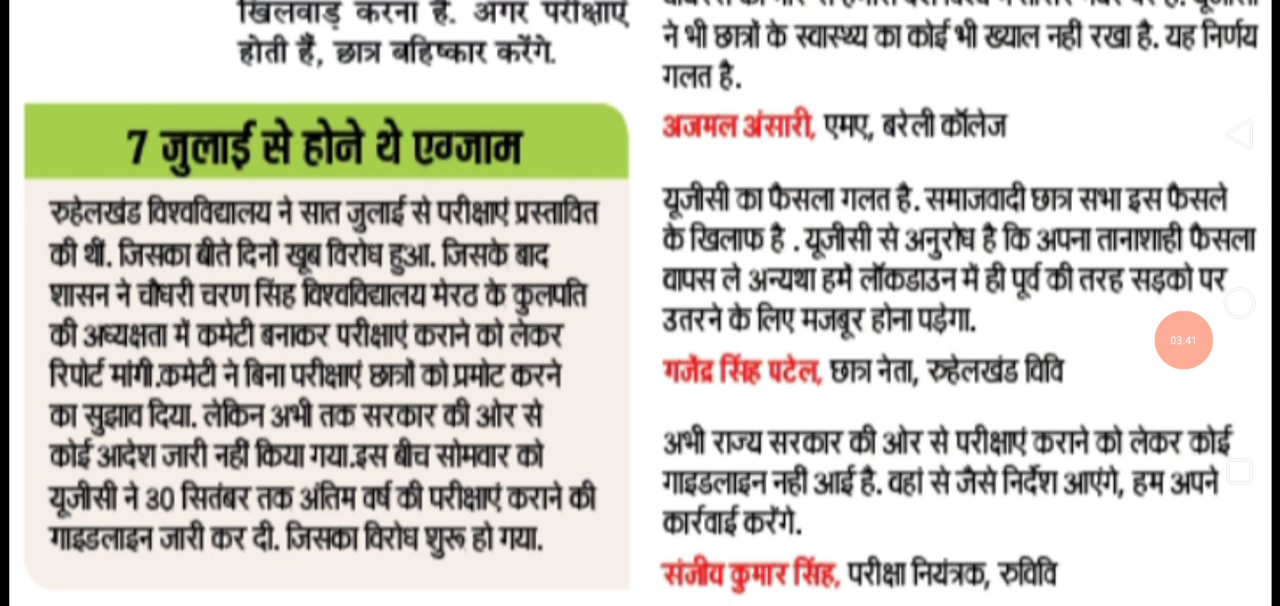 खिलवाड़ करना है. अगर परीक्षाएं
होती हैं, छात्र बहिष्कार करेंगे.
7 जुलाई से होने थे एग्जाम
रुहेलखंड विश्वविद्यालय ने सात जुलाई से परीक्षाएं प्रस्तावित
की थीं. जिसका बीते दिनों खूब विरोध हुआ. जिसके बाद
शासन ने चौधरी चरण सिंह विश्वविद्यालय मेरठ के कुलपति
की अध्यक्षता में कमेटी बनाकर परीक्षाएं कराने को लेकर
रिपोर्ट मांगी.कमेटी ने बिना परीक्षाएं छात्रों को प्रमोट करने
का सुझाव दिया. लेकिन अभी तक सरकार की ओर से
कोई आदेश जारी नहीं किया गया.इस बीच सोमवार को
यूजीसी ने 30 सितंबर तक अंतिम वर्ष की परीक्षाएं कराने की
गाइडलाइन जारी कर दी. जिसका विरोध शुरू हो गया.
ने भी छात्रों के स्वास्थ्य का कोई भी ख्याल नही रखा है. यह निर्णय
गलत है.
अजमल अंसारी, एमए, बरेली कॉलेज
यूजीसी का फैसला गलत है. समाजवादी छात्र सभा इस फैसले
के खिलाफ है . यूजीसी से अनुरोध है कि अपना तानाशाही फैसला
वापस ले अन्यथा हमें लॉकडाउन में ही पूर्व की तरह सड़को पर
उतरने के लिए मजबूर होना पड़ेगा.
गजेंद्र सिंह पटेल, छात्र नेता, रुहेलखंड विवि
अभी राज्य सरकार की ओर से परीक्षाएं कराने को लेकर कोई
गाइडलाइन नही आई है. वहां से जैसे निर्देश आएंगे, हम अपने
कार्रवाई करेंगे.
संजीव कुमार सिंह, परीक्षा नियंत्रक, रुविवि
03:41